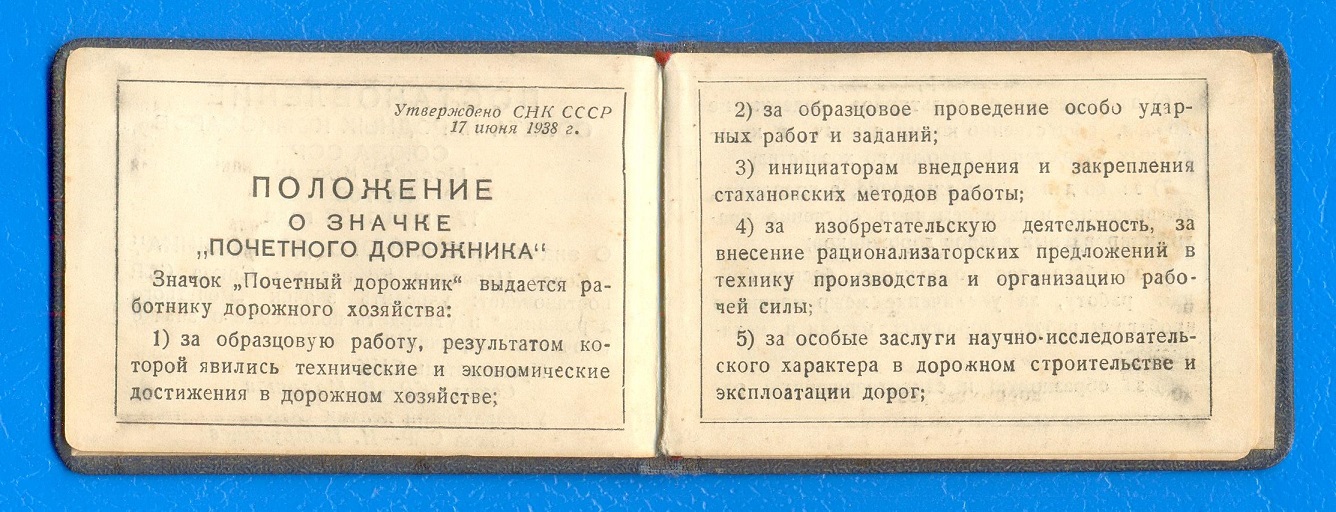 Утверждено СНК СССР
17 июня 1938 г.
ПОЛОЖЕНИЕ
О ЗНАЧКЕ
„ПОЧЕТНОГО ДОРОЖНИКА“
Значок „Почетный дорожник“ выдается ра-
ботнику дорожного хозяйства:
1) за образцовую работу, результатом ко-
торой явились технические и экономические
достижения в дорожном хозяйстве;
2) за образцовое проведение особо удар-
ных работ и заданий;
3) инициаторам внедрения и закрепления
стахановских методов работы;
4) за изобретательскую деятельность, за
внесение рационализаторских предложений в
технику производства и организацию рабо-
чей силы;
5) за особые заслуги научно-исследователь-
ского характера в дорожном строительстве и
эксплоатации дорог;